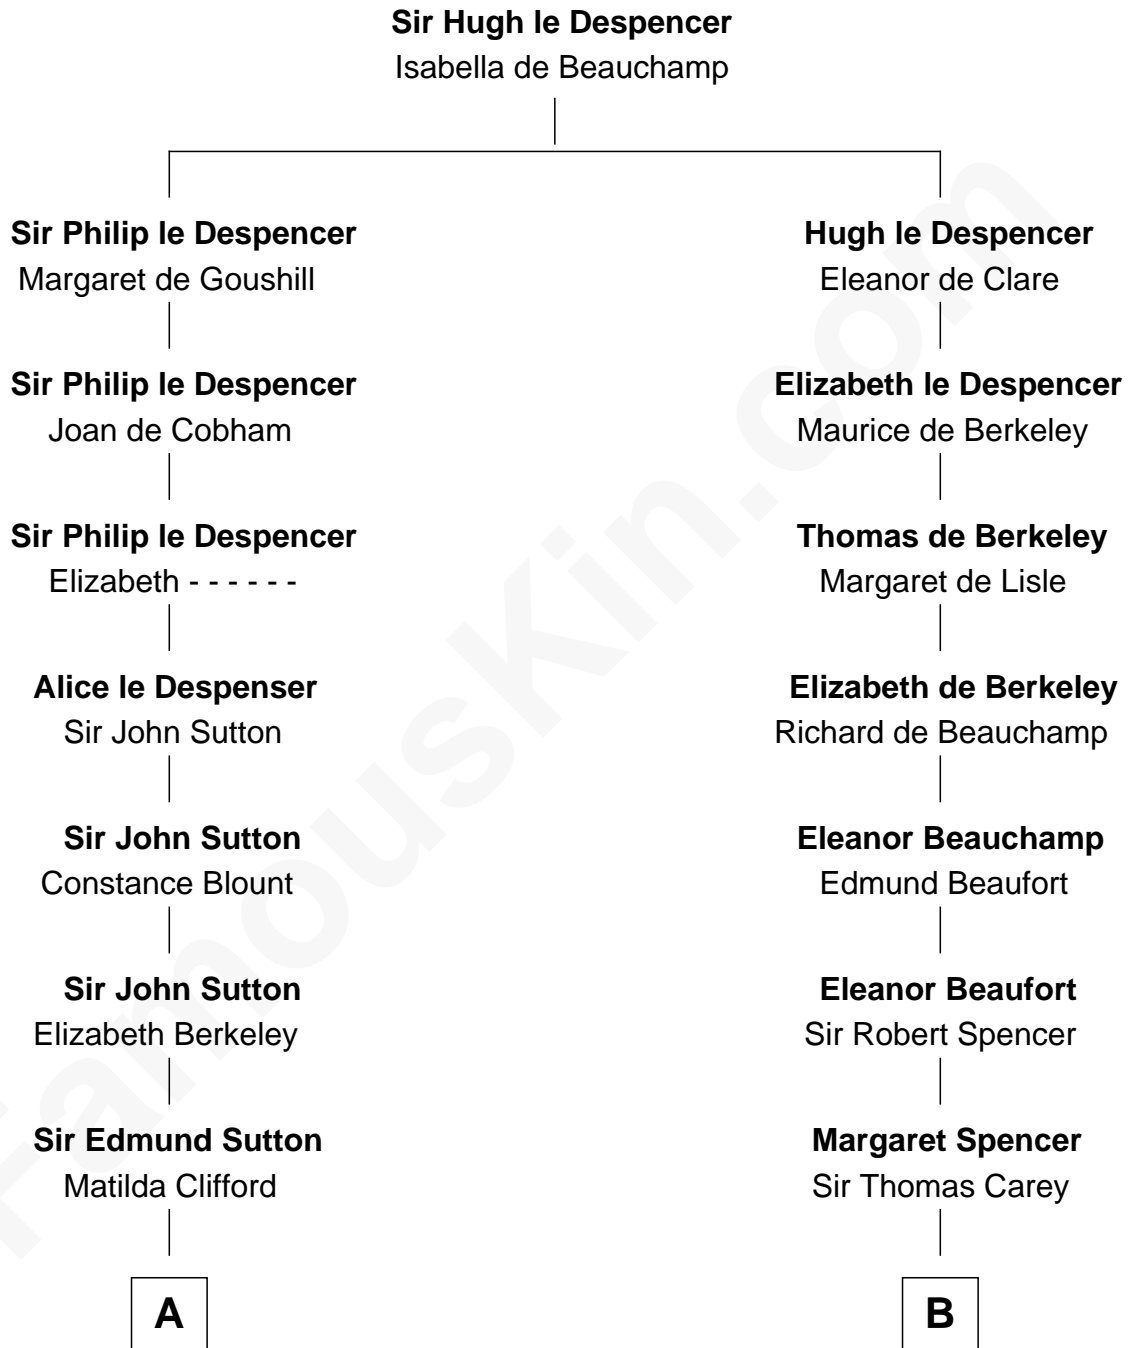 Sir Hugh le Despencer
Isabella de Beauchamp
Sir Philip le Despencer
Margaret de Goushill
Hugh le Despencer
Eleanor de Clare
Sir Philip le Despencer
Joan de Cobham
Elizabeth le Despencer
Maurice de Berkeley
Sir Philip le Despencer
Elizabeth - - - - - -
Thomas de Berkeley
Margaret de Lisle
Alice le Despenser
Sir John Sutton
Elizabeth de Berkeley
Richard de Beauchamp
Sir John Sutton
Constance Blount
Eleanor Beauchamp
Edmund Beaufort
Sir John Sutton
Elizabeth Berkeley
Eleanor Beaufort
Sir Robert Spencer
Sir Edmund Sutton
Matilda Clifford
Margaret Spencer
Sir Thomas Carey
A
B
FamousKin.com